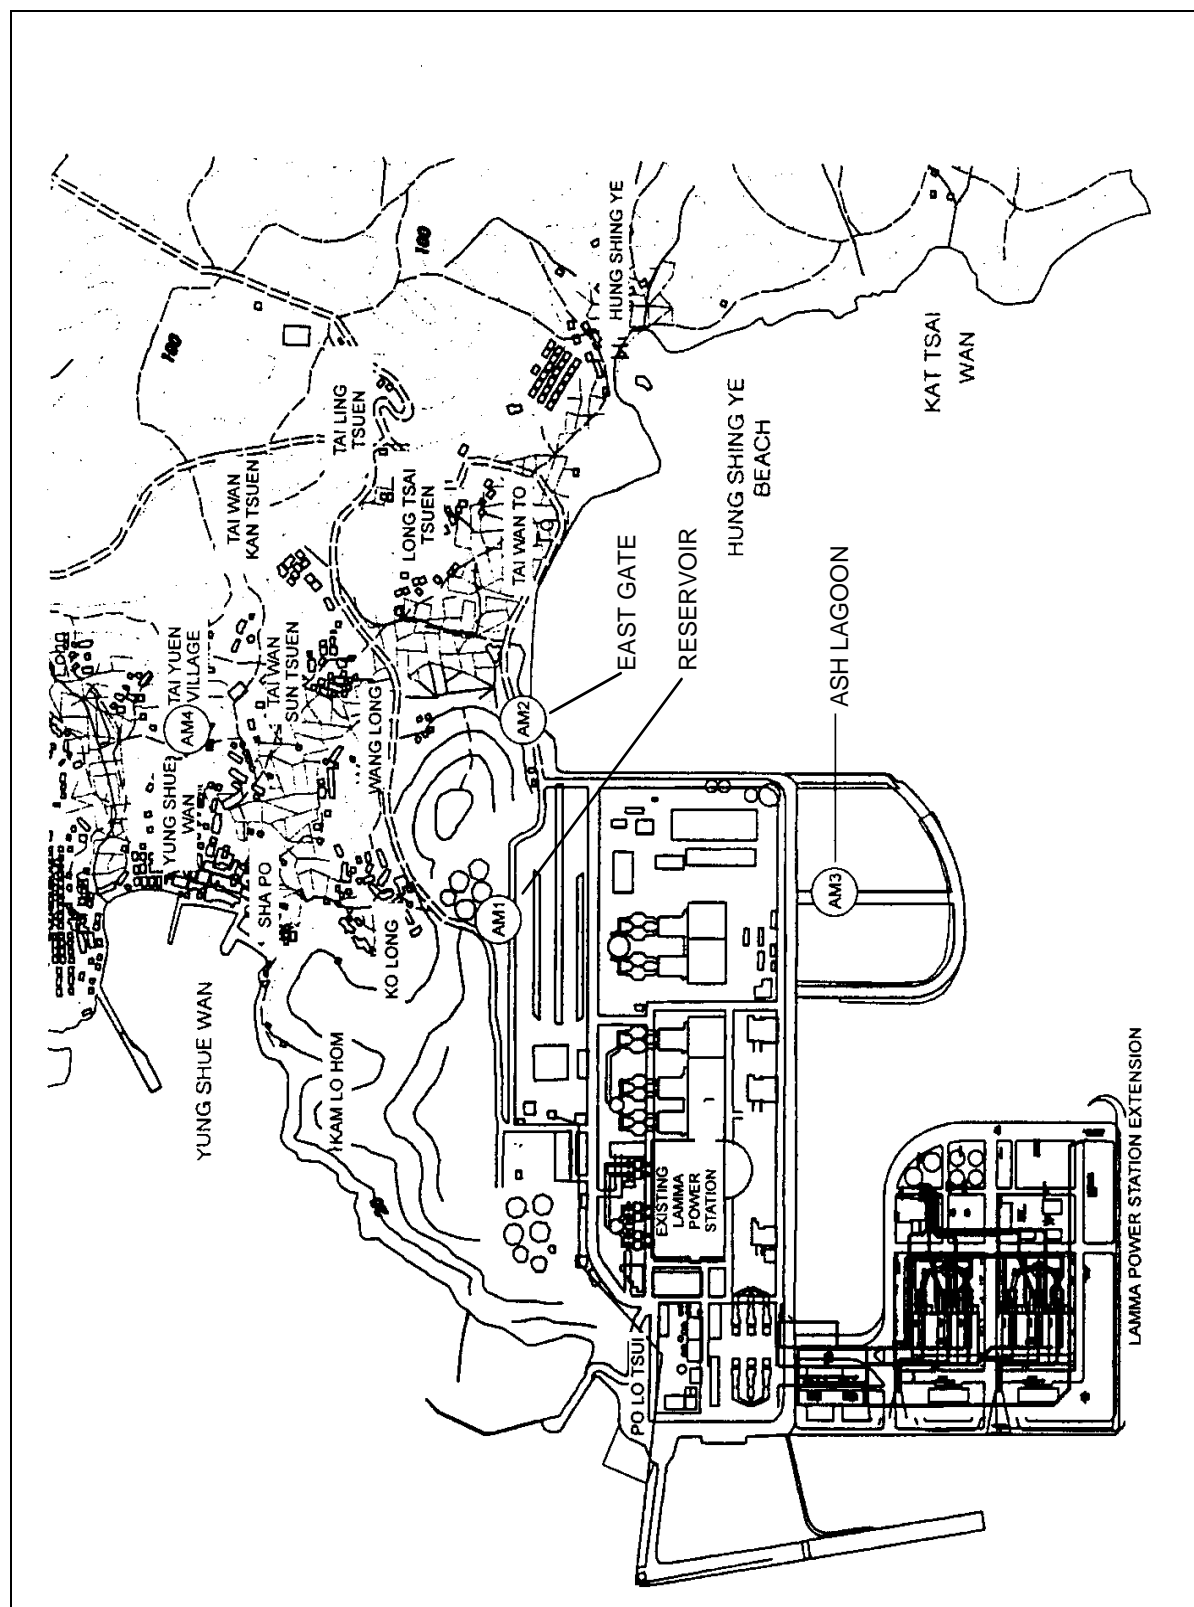 YUNG SHUE WAN
YUNG SHUE
WAN
AM4
TAI YUEN
VILLAGE
SHA PO
TAI WAN
SUN TSUEN
TAI WAN
KAN TSUEN
100
KAM LO HOM
20
KO LONG
WANG LONG
TAI LING
TSUEN
LONG TSAI
TSUEN
100
AM1
AM2
TAI WAN TO
HUNG SHING YE
EAST GATE
RESERVOIR
HUNG SHING YE
BEACH
PO LO TSUI
EXISTING
LAMMA
POWER
STATION
AM3
ASH LAGOON
KAT TSAI
WAN
LAMMA POWER STATION EXTENSION